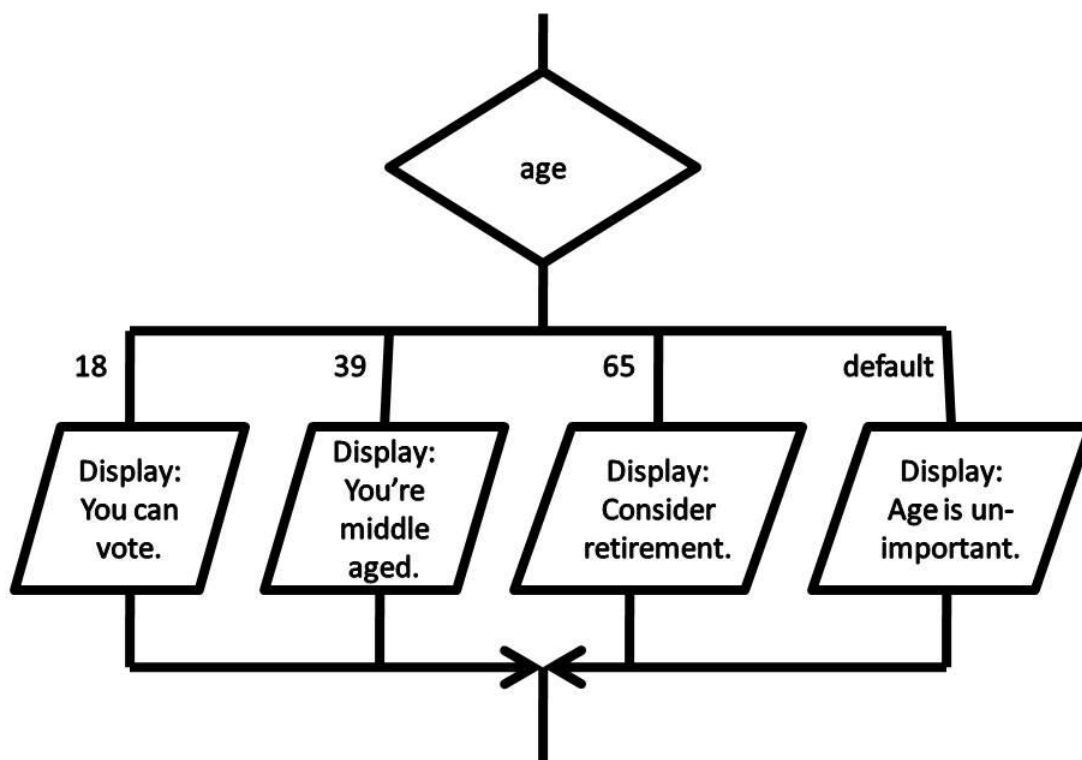 age
18
39
65
default
Display:
You can
vote.
Display:
You’re
middle
aged.
Display:
Consider
retirement.
Display:
Age is un-
important.